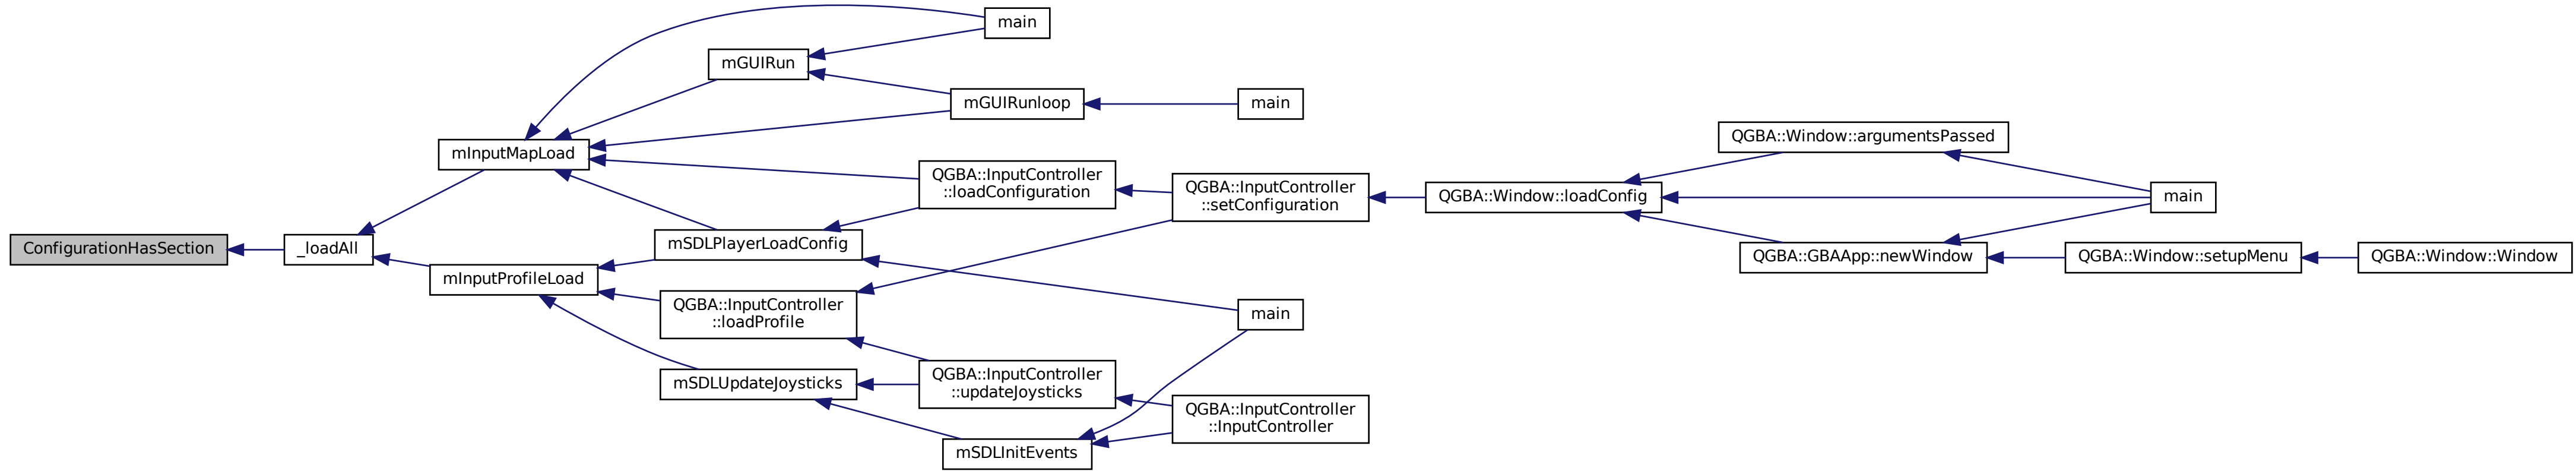 main
mGUIRun
mGUIRunloop
main
QGBA::Window::argumentsPassed
mInputMapLoad
QGBA::InputController
::loadConfiguration
QGBA::InputController
::setConfiguration
QGBA::Window::loadConfig
main
ConfigurationHasSection
_loadAll
mSDLPlayerLoadConfig
QGBA::GBAApp::newWindow
QGBA::Window::setupMenu
QGBA::Window::Window
mInputProfileLoad
QGBA::InputController
::loadProfile
main
mSDLUpdateJoysticks
QGBA::InputController
::updateJoysticks
QGBA::InputController
::InputController
mSDLInitEvents